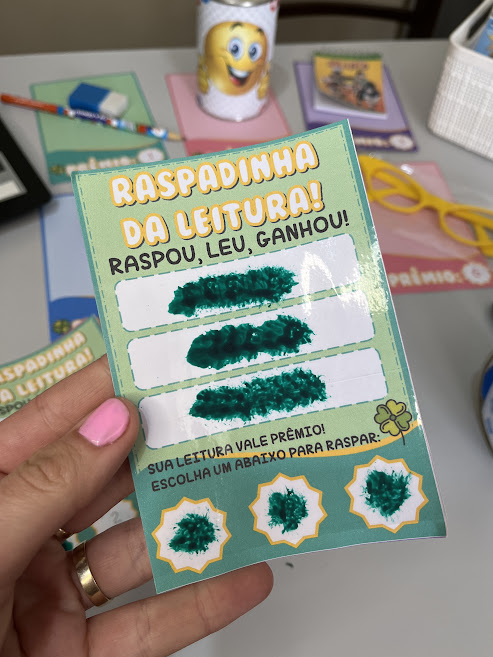 RASPADINHA
DA LEITURA!
RASPOU, LEU, GANHOU!
SUA LEITURA VALE PRÊMIO!
ESCOLHA UM ABAIXO PARA RASPAR:
PRÊMIO:
PRÊMIO:
RASPADINHA
DA LEITURA!